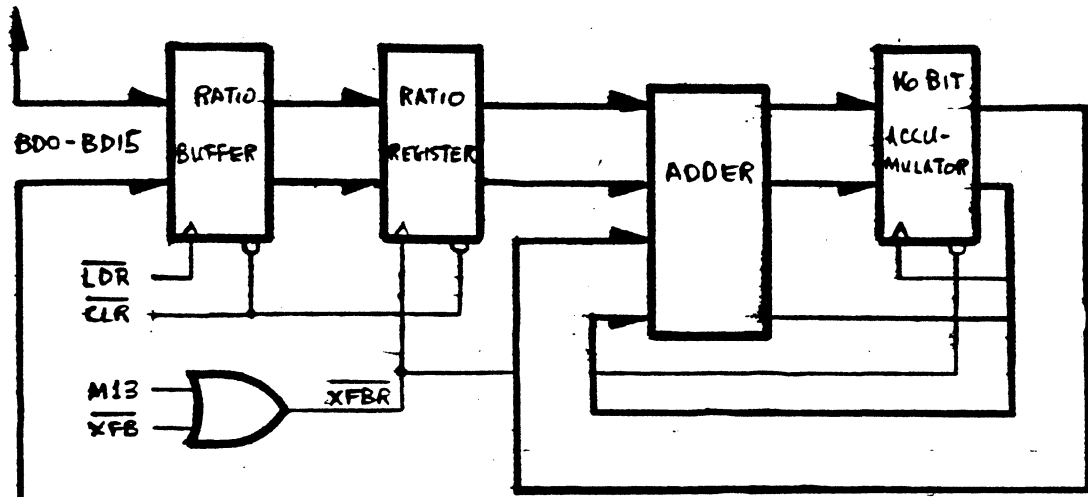 RATIO
BUFFER
RATIO
REGISTER
ADDER
16 BIT
ACCU-
MULATOR
BD0-BD15
LDR
CLR
M13
XFB
XFBR